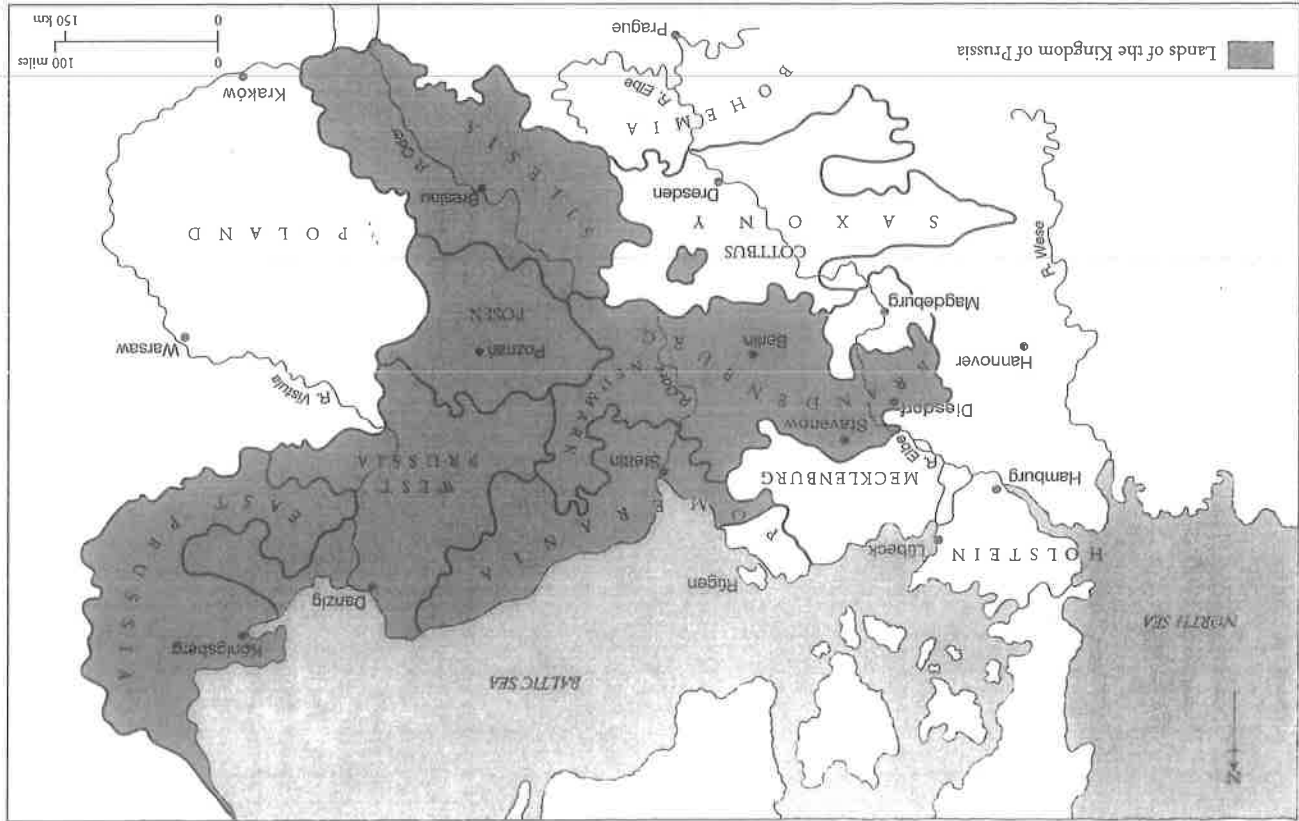 N
NORTH SEA
BALTIC SEA
Königsberg
EAST PRUSSIA
Danzig
Rügen
HOLSTEIN
Lübeck
POMERANIA
Hamburg
MECKLENBURG
Stettin
WEST
PRUSSIA
R. Elbe
Stavenow
NEUMARK
R. Vistula
Diesdorf
BRANDENBURG
R. Oder
Hannover
Berlin
Poznań
Warsaw
Magdeburg
POSEN
R. Wese
COTTBUS
SAXONY
POLAND
Dresden
Breslau
SILESIA
R. Oder
BOHEMIA
R. Elbe
Kraków
Prague
Lands of the Kingdom of Prussia
0 100 miles
0 150 km